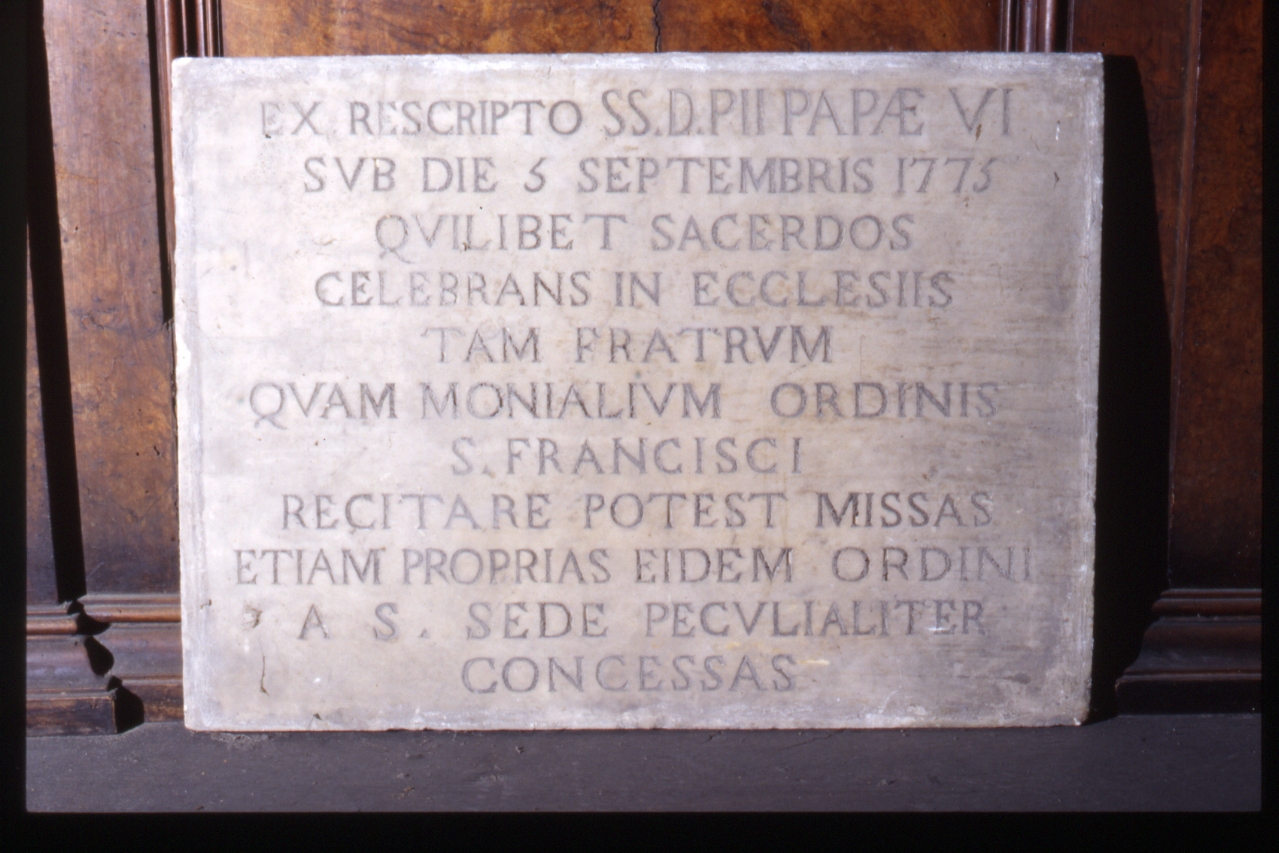 EX RESCRIPTO SS.D.PII PAPÆ VI
SVB DIE 5 SEPTEMBRIS 1775
QVILIBET SACERDOS
CELEBRANS IN ECCLESIIS
TAM FRATRVM
QVAM MONIALIVM ORDINIS
S. FRANCISCI
RECITARE POTEST MISSAS
ETIAM PROPRIAS EIDEM ORDINI
A S. SEDE PECVLIALITER
CONCESSAS